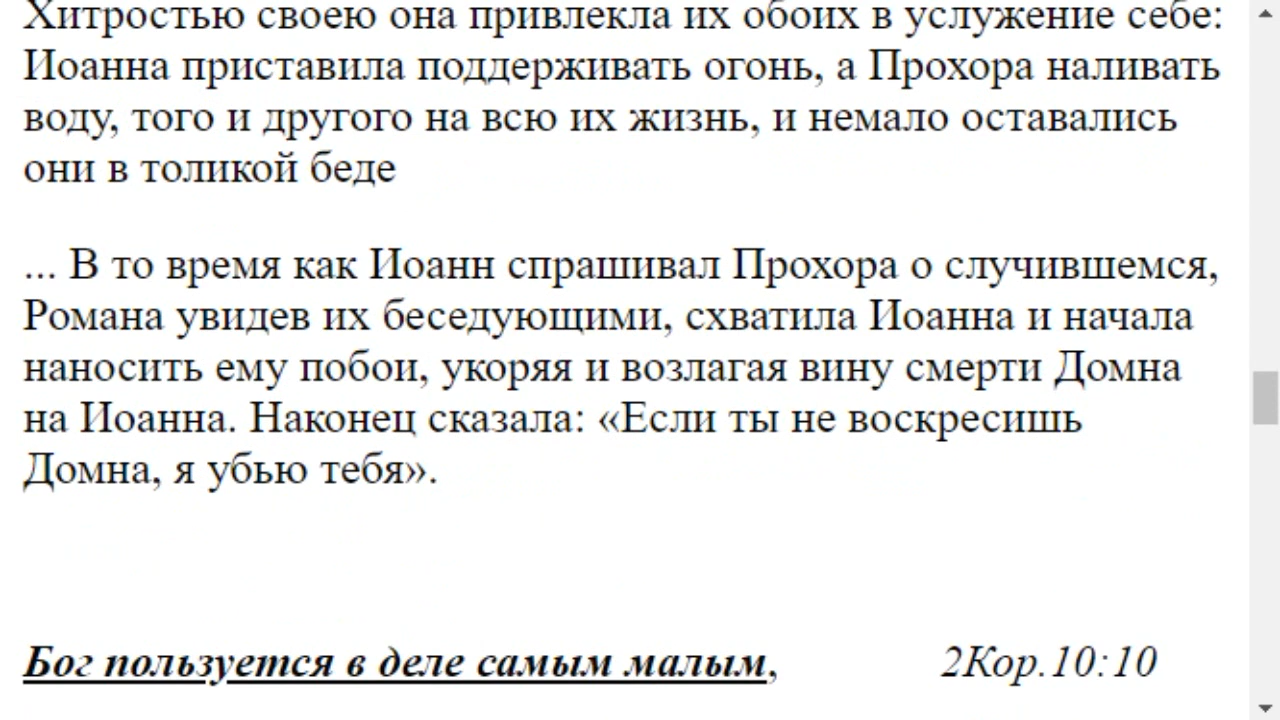 Хитростью своею она привлекла их обоих в услужение себе:
Иоанна приставила поддерживать огонь, а Прохора наливать
воду, того и другого на всю их жизнь, и немало оставались
они в толикой беде
... В то время как Иоанн спрашивал Прохора о случившемся,
Романа увидев их беседующими, схватила Иоанна и начала
наносить ему побои, укоряя и возлагая вину смерти Домна
на Иоанна. Наконец сказала: «Если ты не воскресишь
Домна, я убью тебя».
Бог пользуется в деле самым малым, 2Кор.10:10